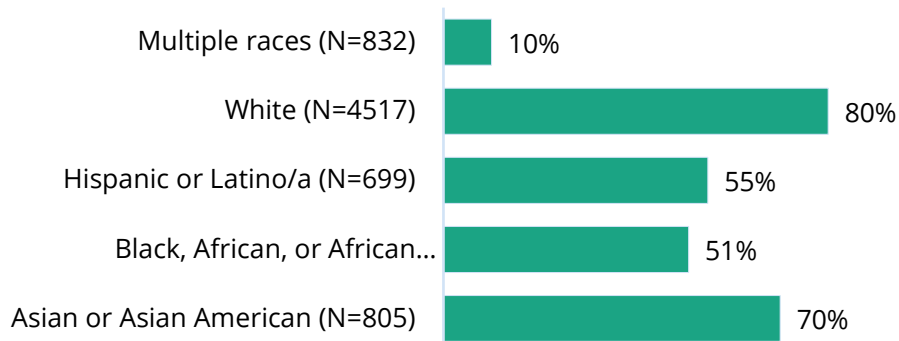 Multiple races (N=832) 10%
White (N=4517) 80%
Hispanic or Latino/a (N=699) 55%
Black, African, or African... 51%
Asian or Asian American (N=805) 70%